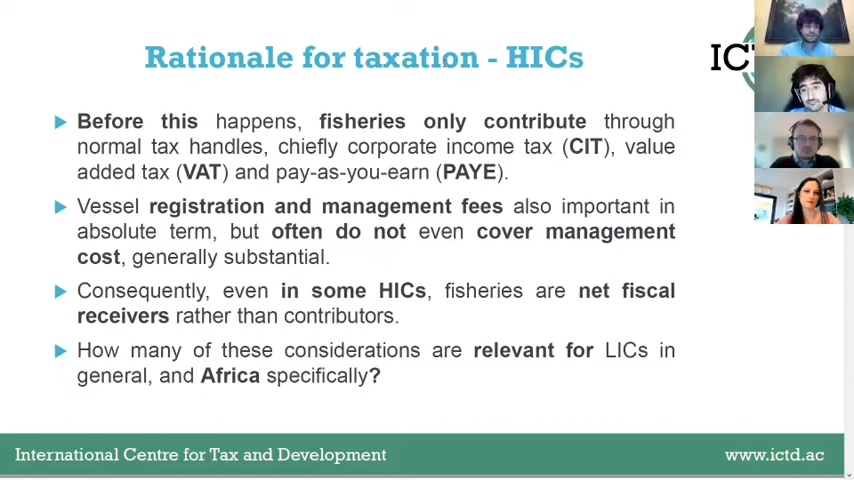 Rationale for taxation - HICs
Before this happens, fisheries only contribute through
normal tax handles, chiefly corporate income tax (CIT), value
added tax (VAT) and pay-as-you-earn (PAYE).
Vessel registration and management fees also important in
absolute term, but often do not even cover management
cost, generally substantial.
Consequently, even in some HICs, fisheries are net fiscal
receivers rather than contributors.
How many of these considerations are relevant for LICs in
general, and Africa specifically?
International Centre for Tax and Development
www.ictd.ac